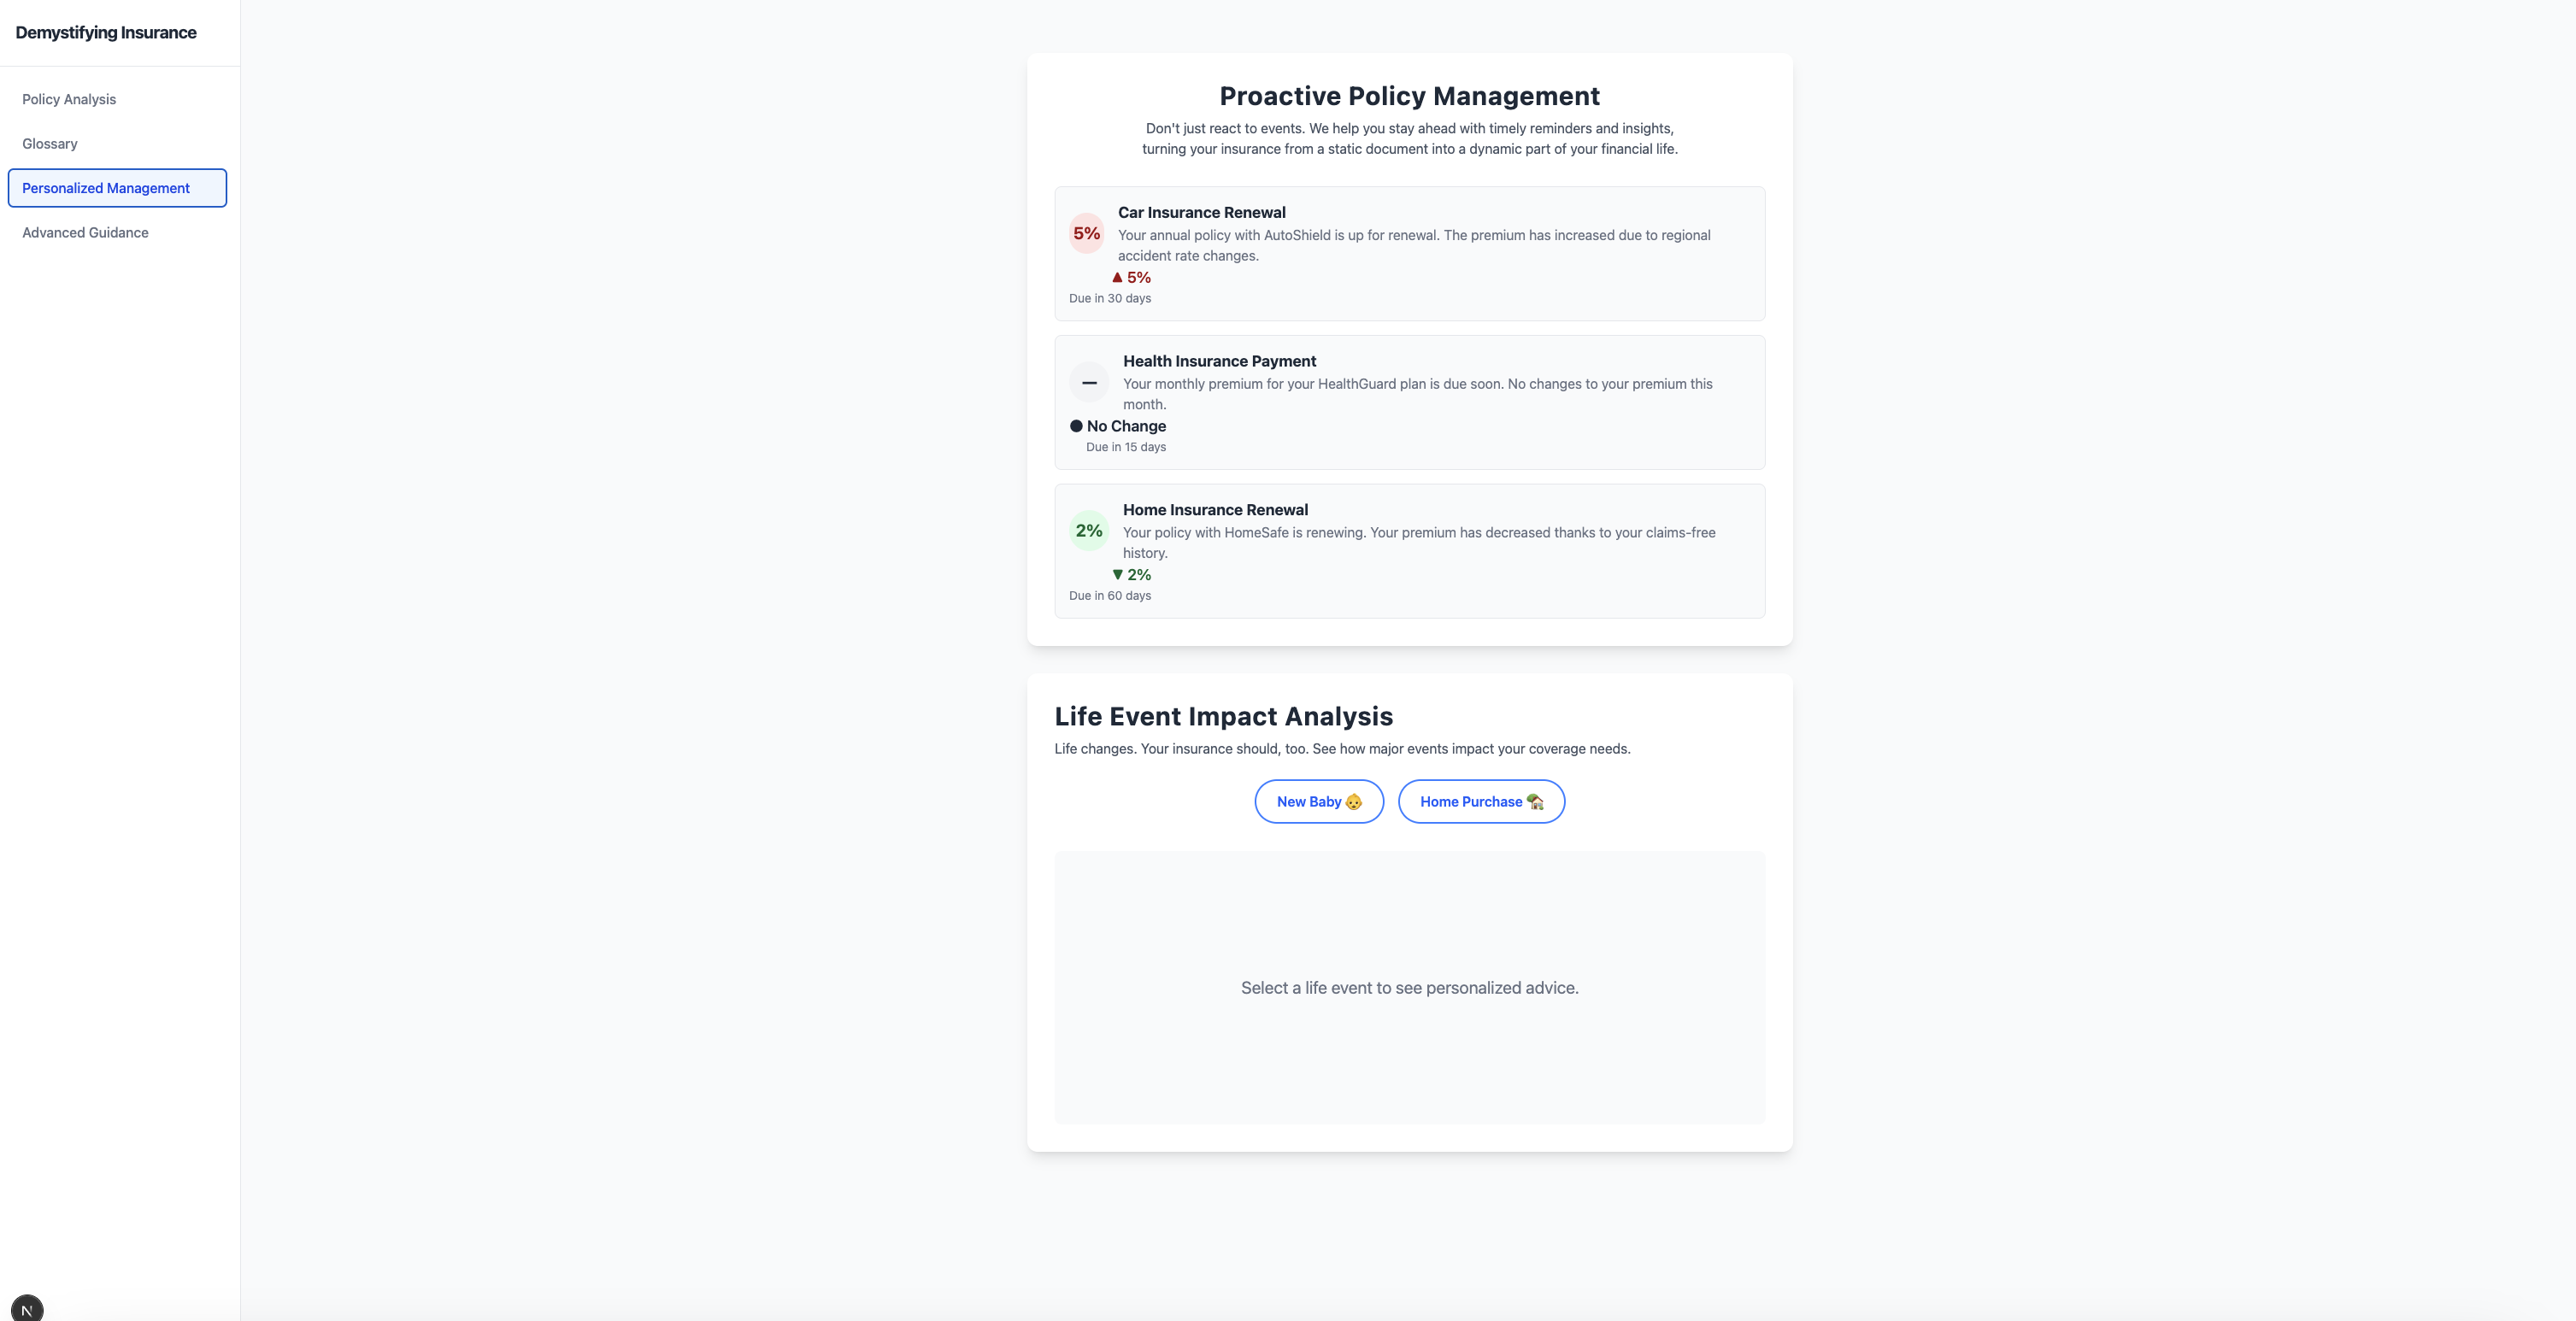 Demystifying Insurance
Policy Analysis
Glossary
Personalized Management
Advanced Guidance
Proactive Policy Management
Don't just react to events. We help you stay ahead with timely reminders and insights,
turning your insurance from a static document into a dynamic part of your financial life.
5%
Car Insurance Renewal
Your annual policy with AutoShield is up for renewal. The premium has increased due to regional
accident rate changes.
▲ 5%
Due in 30 days
—
Health Insurance Payment
Your monthly premium for your HealthGuard plan is due soon. No changes to your premium this
month.
● No Change
Due in 15 days
2%
Home Insurance Renewal
Your policy with HomeSafe is renewing. Your premium has decreased thanks to your claims-free
history.
▼ 2%
Due in 60 days
Life Event Impact Analysis
Life changes. Your insurance should, too. See how major events impact your coverage needs.
New Baby 👶
Home Purchase 🏡
Select a life event to see personalized advice.
N